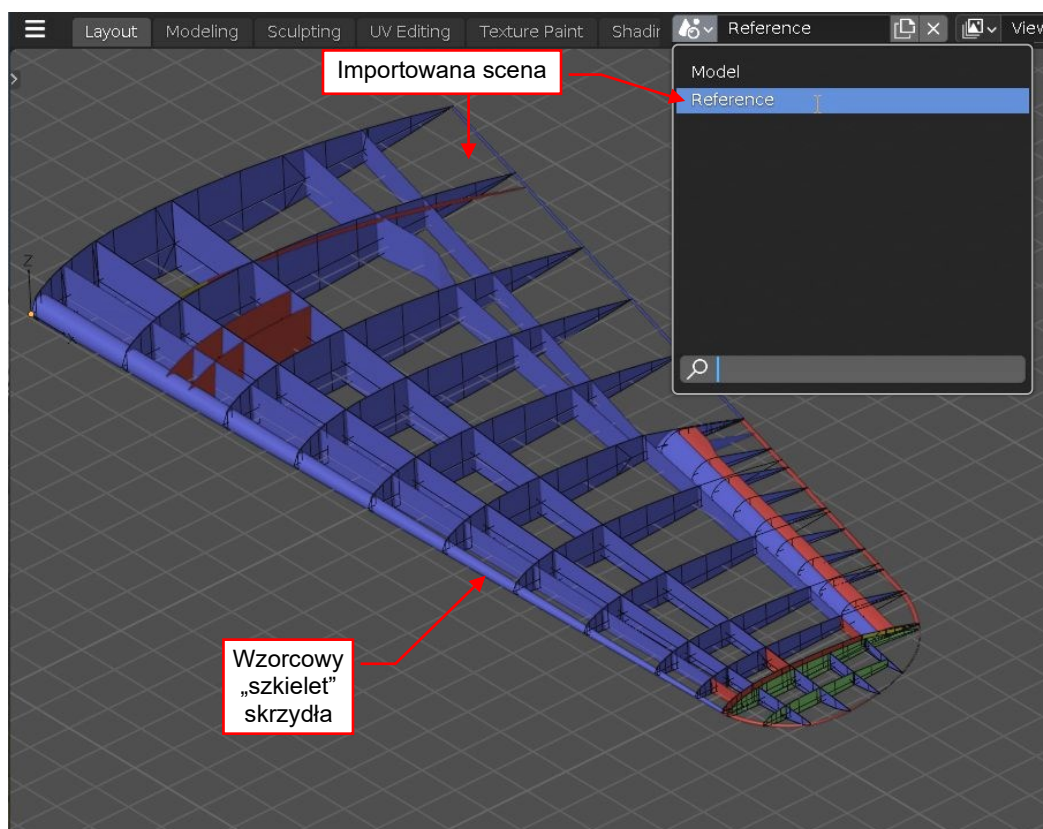 Layout Modeling Sculpting UV Editing Texture Paint Shadir Reference View
Importowana scena
Model
Reference
Z
Wzorcowy
„szkielet”
skrzydła